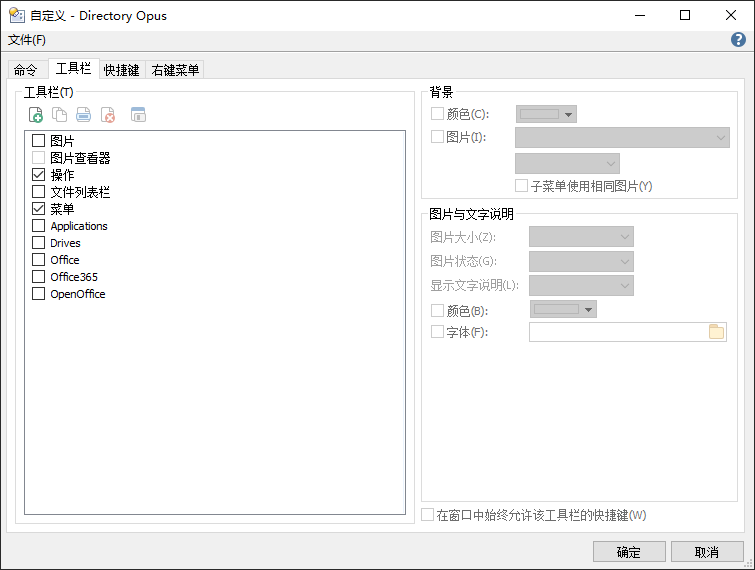 自定义 - Directory Opus
文件(F)
命令 工具栏 快捷键 右键菜单
工具栏(T)
图片
图片查看器
操作
文件列表栏
菜单
Applications
Drives
Office
Office365
OpenOffice
背景
颜色(C):
图片(I):
子菜单使用相同图片(Y)
图片与文字说明
图片大小(Z):
图片状态(G):
显示文字说明(L):
颜色(B):
字体(F):
在窗口中始终允许该工具栏的快捷键(W)
确定 取消